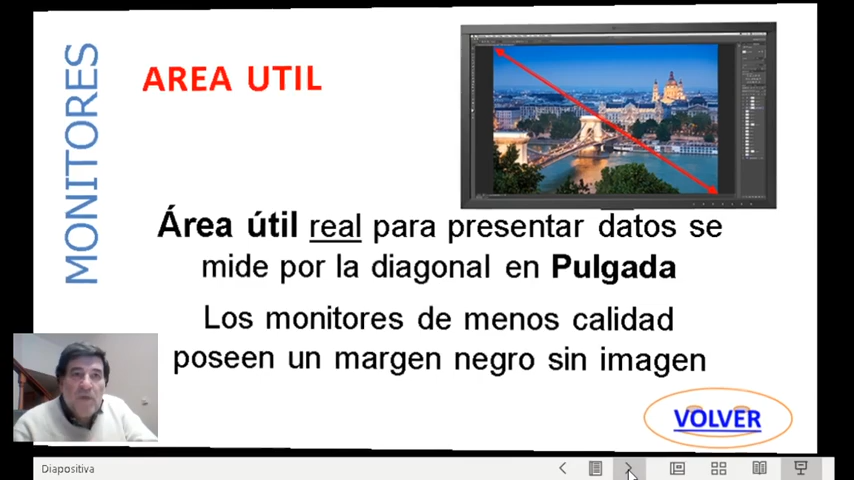 MONITORES
AREA UTIL
Área útil real para presentar datos se
mide por la diagonal en Pulgada
Los monitores de menos calidad
poseen un margen negro sin imagen
VOLVER
Diapositiva